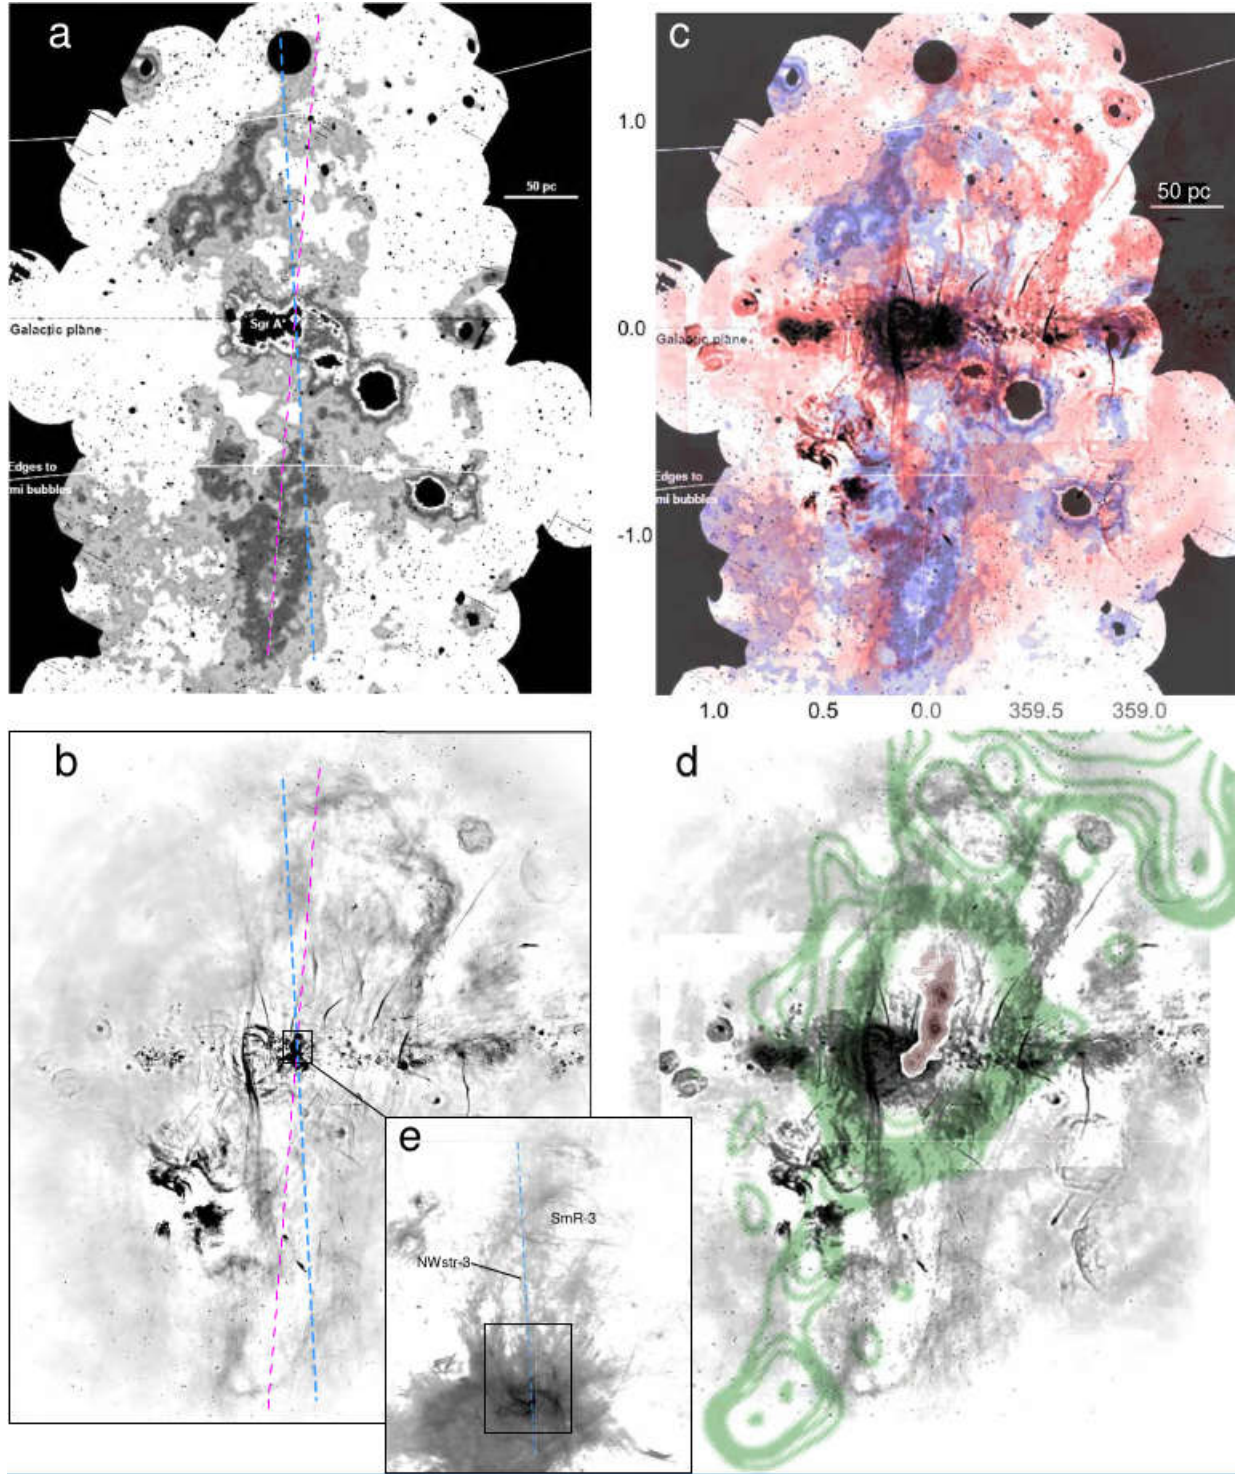 a
50 pc
Sgr A*
Galactic plane
Edges to
mi bubbles
c
1.0
50 pc
0.0
Galactic plane
Edges to
mi bubbles
-1.0
1.0 0.5 0.0 359.5 359.0
b
d
e
SmR-3
NWstr-3